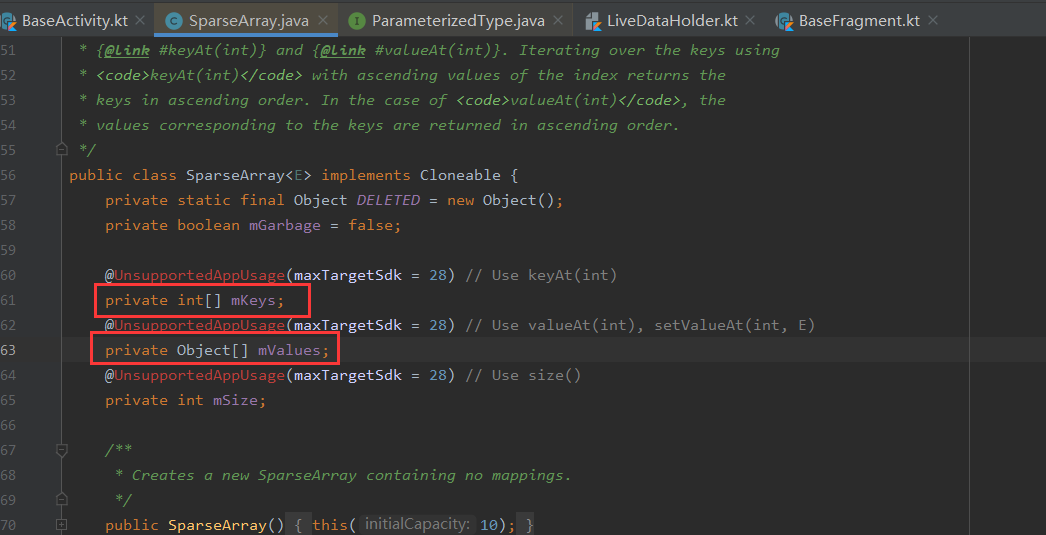 BaseActivity.kt SparseArray.java ParameterizedType.java LiveDataHolder.kt BaseFragment.kt
51 * {@link #keyAt(int)} and {@link #valueAt(int)}. Iterating over the keys using
52 * <code>keyAt(int)</code> with ascending values of the index returns the
53 * keys in ascending order. In the case of <code>valueAt(int)</code>, the
54 * values corresponding to the keys are returned in ascending order.
55 */
56 public class SparseArray<E> implements Cloneable {
57 private static final Object DELETED = new Object();
58 private boolean mGarbage = false;
59
60 @UnsupportedAppUsage(maxTargetSdk = 28) // Use keyAt(int)
61 private int[] mKeys;
62 @UnsupportedAppUsage(maxTargetSdk = 28) // Use valueAt(int), setValueAt(int, E)
63 private Object[] mValues;
64 @UnsupportedAppUsage(maxTargetSdk = 28) // Use size()
65 private int mSize;
66
67 /**
68 * Creates a new SparseArray containing no mappings.
69 */
70 public SparseArray() { this( initialCapacity: 10); }